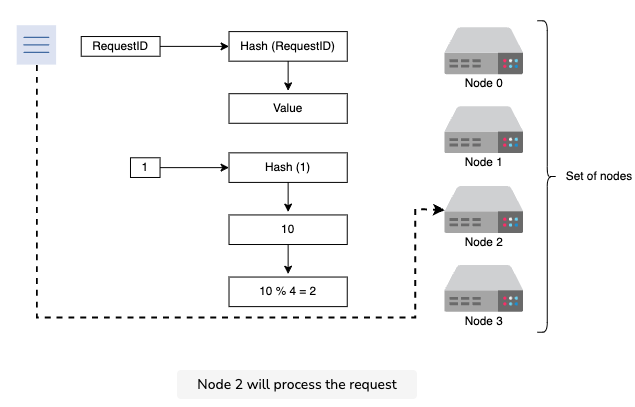 RequestID
Hash (RequestID)
Value
1
Hash (1)
10
10 % 4 = 2
Node 0
Node 1
Node 2
Node 3
Set of nodes
Node 2 will process the request